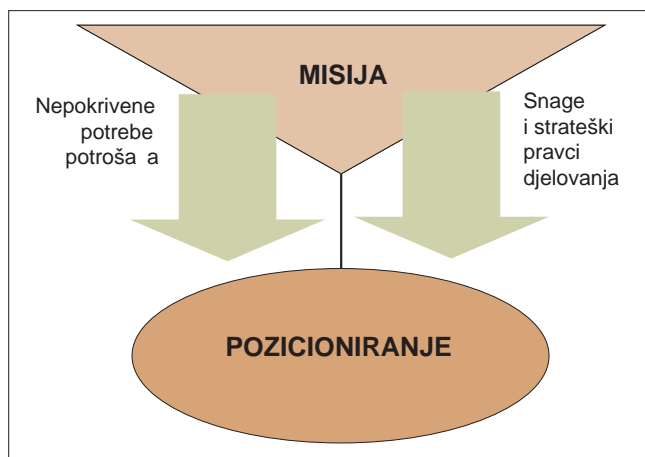 MISIJA
Nepokrivene
potrebe
potroša a
Snage
i strateški
pravci
djelovanja
POZICIONIRANJE